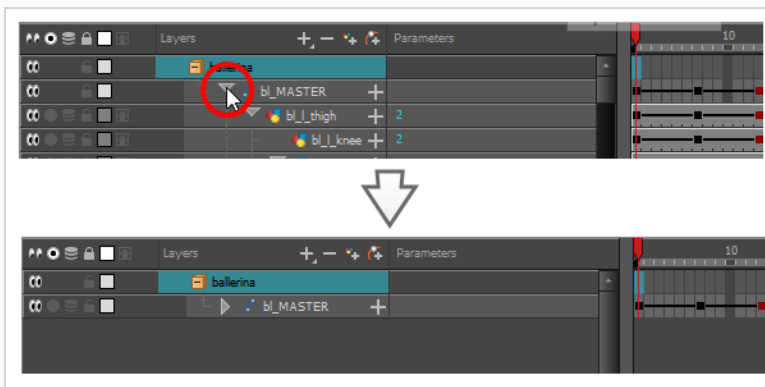 Layers Parameters 10
ballerina
bl_MASTER
bl_l_thigh 2
bl_l_knee 2
Layers Parameters 10
ballerina
bl_MASTER